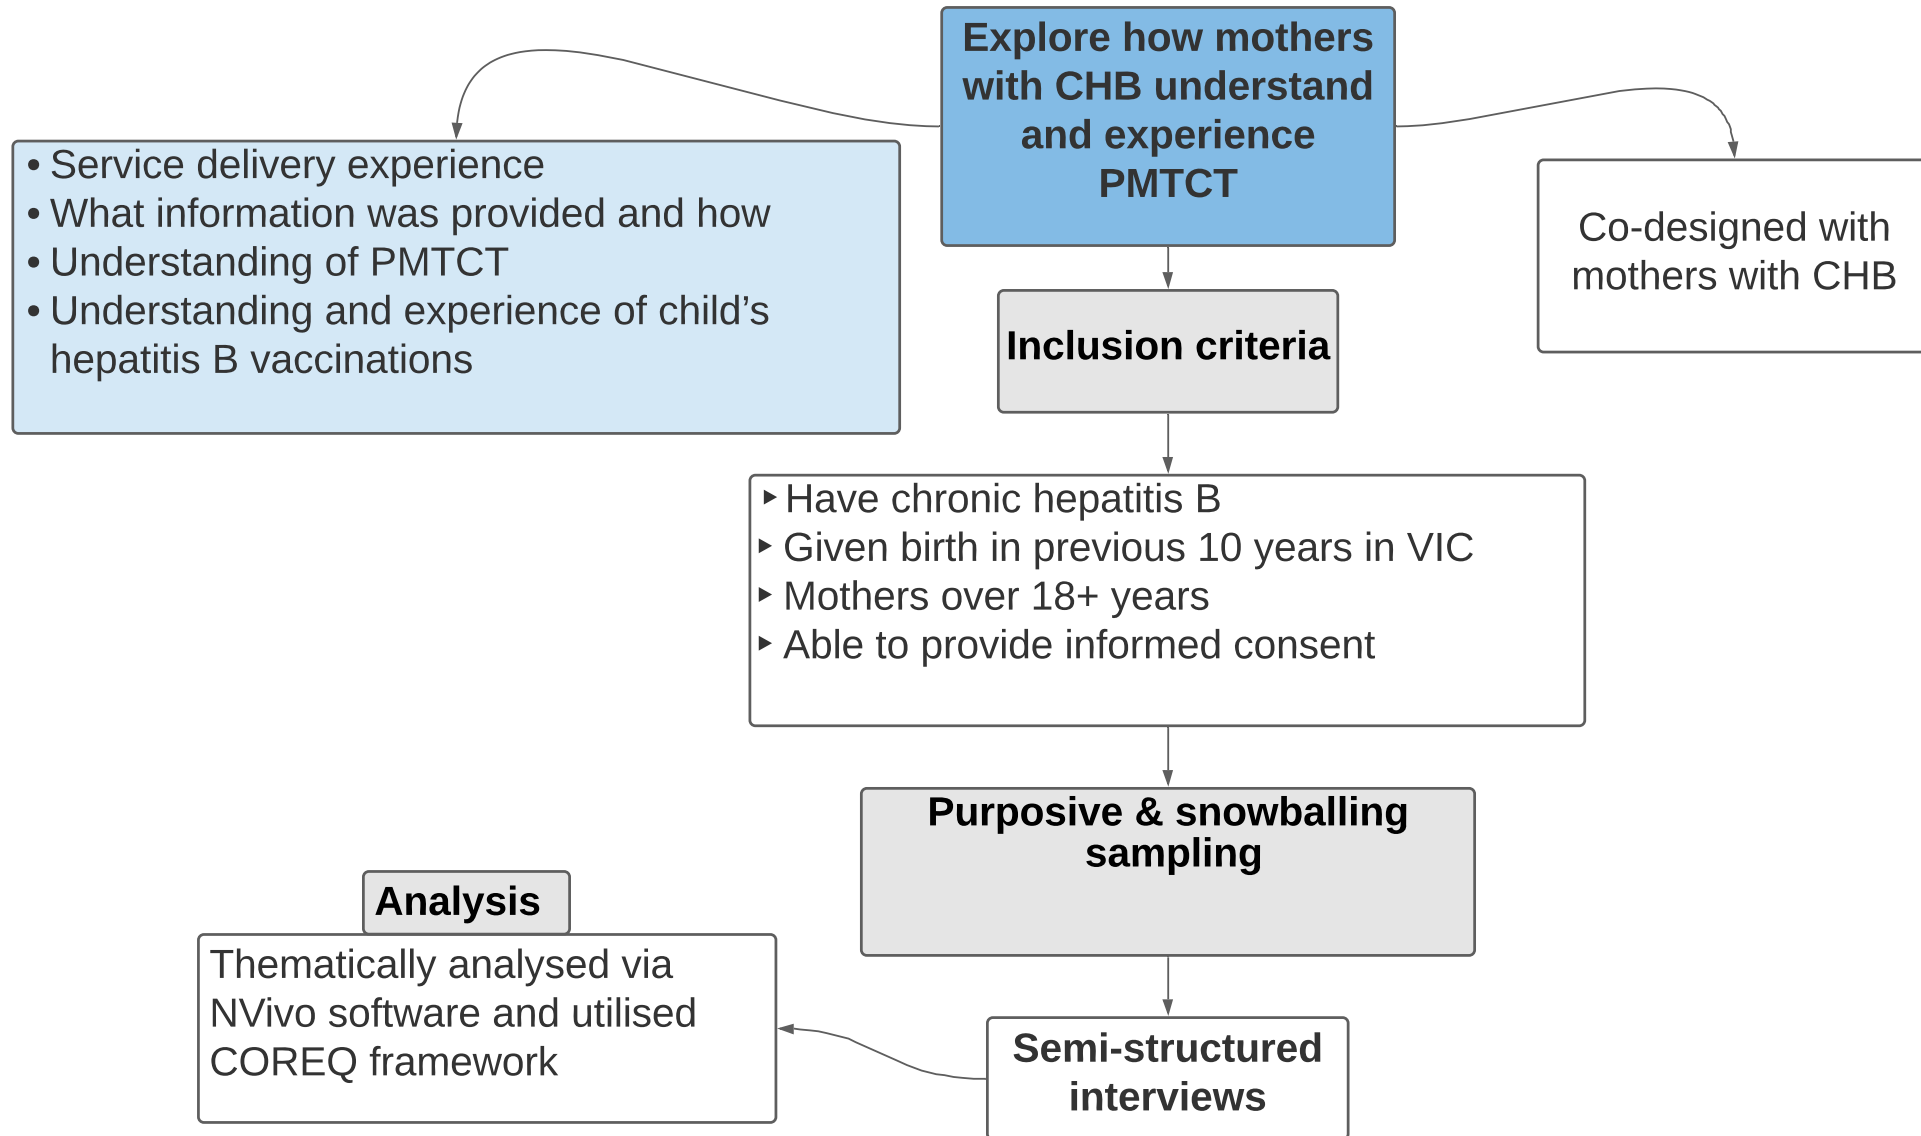 Explore how mothers
with CHB understand
and experience
PMTCT
• Service delivery experience
• What information was provided and how
• Understanding of PMTCT
• Understanding and experience of child’s
hepatitis B vaccinations
Co-designed with
mothers with CHB
Inclusion criteria
‣ Have chronic hepatitis B
‣ Given birth in previous 10 years in VIC
‣ Mothers over 18+ years
‣ Able to provide informed consent
Purposive & snowballing
sampling
Semi-structured
interviews
Analysis
Thematically analysed via
NVivo software and utilised
COREQ framework